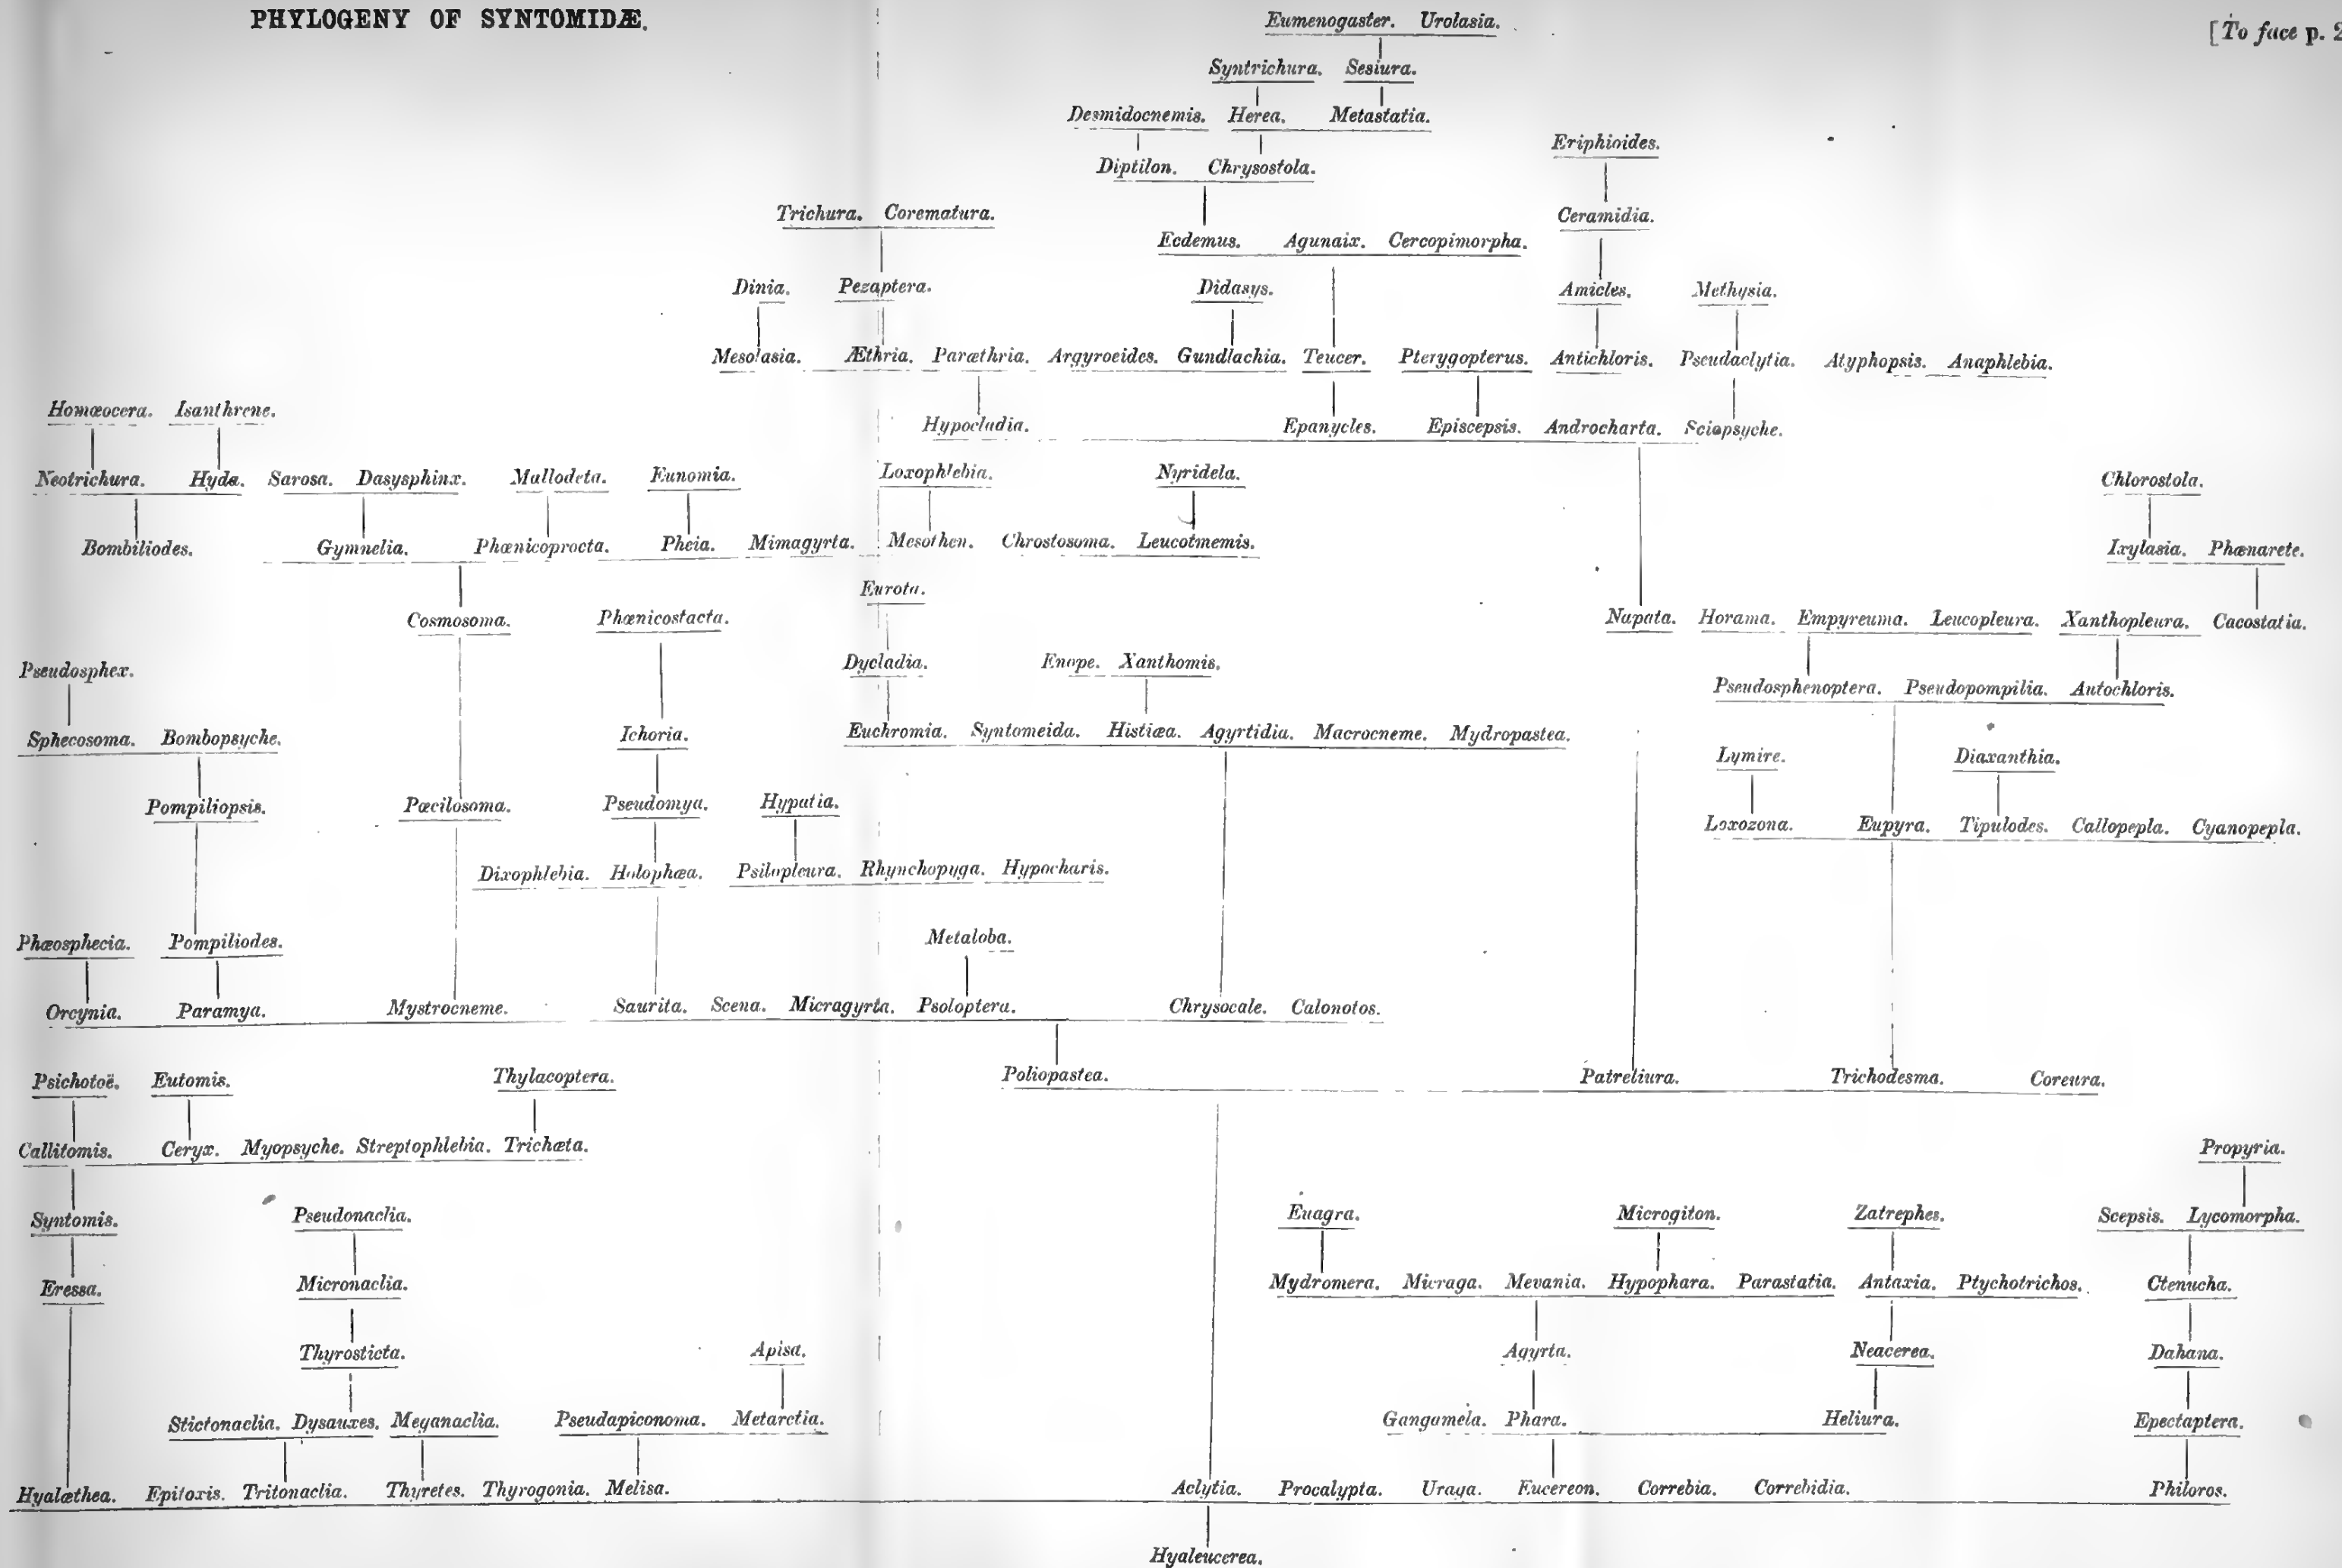 PHYLOGENY OF SYNTOMIDÆ.
[To face p. 2
Eumenogaster. Urolasia.
Syntrichura. Sesiura.
Desmidocnemis. Herea. Metastatia.
Eriphioides.
Diptilon. Chrysostola.
Trichura. Corematura. Ceramidia.
Ecdemus. Agunaix. Cercopimorpha.
Dinia. Pezaptera. Didasys. Amicles. Methysia.
Mesolasia. Æthria. Paræthria. Argyroeides. Gundlachia. Teucer. Pterygopterus. Antichloris. Pseudaclytia. Atyphopsis. Anaphlebia.
Homœocera. Isanthrene. Hypocladia. Epanycles. Episcepsis. Androcharta. Sciopsyche.
Neotrichura. Hyda. Sarosa. Dasysphinx. Mallodeta. Eunomia. Loxophlebia. Nyridela. Chlorostola.
Bombiliodes. Gymnelia. Phœnicoprocta. Pheia. Mimagyrta. Mesothen. Chrostosoma. Leucotmemis. Ixylasia. Phænarete.
Eurota.
Cosmosoma. Phœnicostacta. Napata. Horama. Empyreuma. Leucopleura. Xanthopleura. Cacostatia.
Pseudosphex. Dycladia. Enope. Xanthomis.
Pseudosphenoptera. Pseudopompilia. Autochloris.
Sphecosoma. Bombopsyche. Ichoria. Euchromia. Syntomeida. Histiæa. Agyrtidia. Macrocneme. Mydropastea.
Lymire. Diaxanthia.
Pompiliopsis. Pœcilosoma. Pseudomya. Hypatia.
Loxozona. Eupyra. Tipulodes. Callopepla. Cyanopepla.
Dixophlebia. Holophæa. Psilopleura. Rhynchopyga. Hypocharis.
Phæosphecia. Pompiliodes. Metaloba.
Orcynia. Paramya. Mystrocneme. Saurita. Scena. Micragyrta. Psoloptera. Chrysocale. Calonotos.
Psichotoë. Eutomis. Thylacoptera. Poliopastea. Patreliura. Trichodesma. Coreura.
Callitomis. Ceryx. Myopsyche. Streptophlebia. Trichæta. Propyria.
Syntomis. Pseudonaclia. Euagra. Microgiton. Zatrephes. Scepsis. Lycomorpha.
Eressa. Micronaclia. Mydromera. Micraga. Mevania. Hypophara. Parastatia. Antaxia. Ptychotrichos. Ctenucha.
Thyrosticta. Apisa. Agyrta. Neacerea. Dahana.
Stictonaclia. Dysauxes. Meganaclia. Pseudapiconoma. Metarctia. Gangamela. Phara. Heliura. Epectaptera.
Hyalæthea. Epitoxis. Tritonaclia. Thyretes. Thyrogonia. Melisa. Aclytia. Procalypta. Uraga. Eucereon. Correbia. Correbidia. Philoros.
Hyaleucerea.